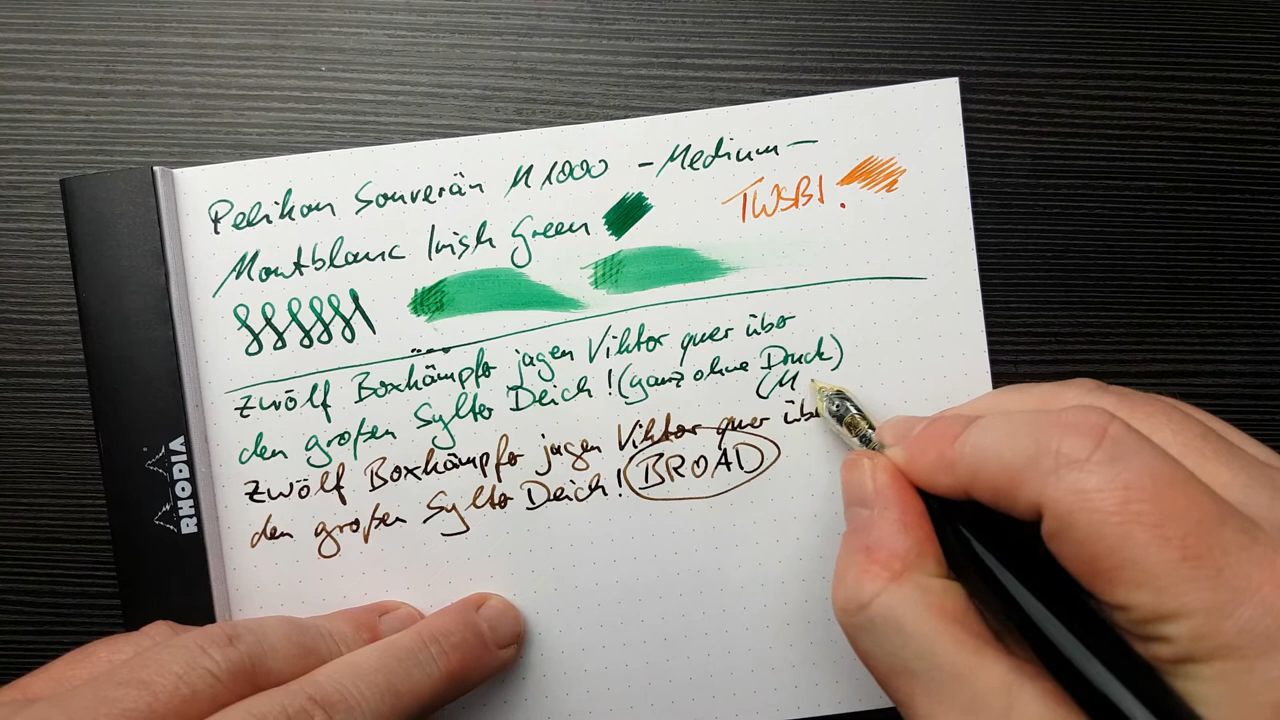 Pelikan Souverän M1000 - Medium -
TWSBI.
Montblanc Irish Green
Zwölf Boxkämpfer jagen Viktor quer über
den großen Sylter Deich! (ganz ohne Druck)
(M
Zwölf Boxkämpfer jagen Viktor quer übe
den großen Sylter Deich! BROAD
RHODIA